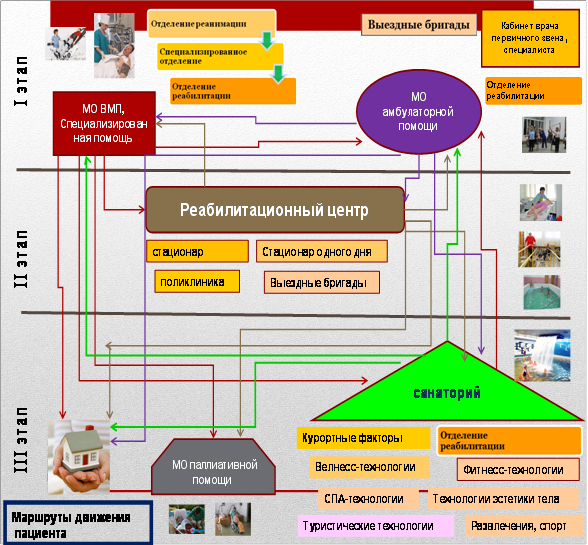 I этап
Отделение реанимации
Специализированное
отделение
Отделение
реабилитации
Выездные бригады
Кабинет врача
первичного звена,
специалиста
МО ВМП,
Специализирован
ная помощь
МО
амбулаторной
помощи
Отделение
реабилитации
II этап
Реабилитационный центр
стационар
Стационар одного дня
поликлиника
Выездные бригады
III этап
санаторий
МО паллиативной
помощи
Курортные факторы
Отделение
реабилитации
Велнесс-технологии
Фитнесс-технологии
СПА-технологии
Технологии эстетики тела
Туристические технологии
Развлечения, спорт
Маршруты движения
пациента